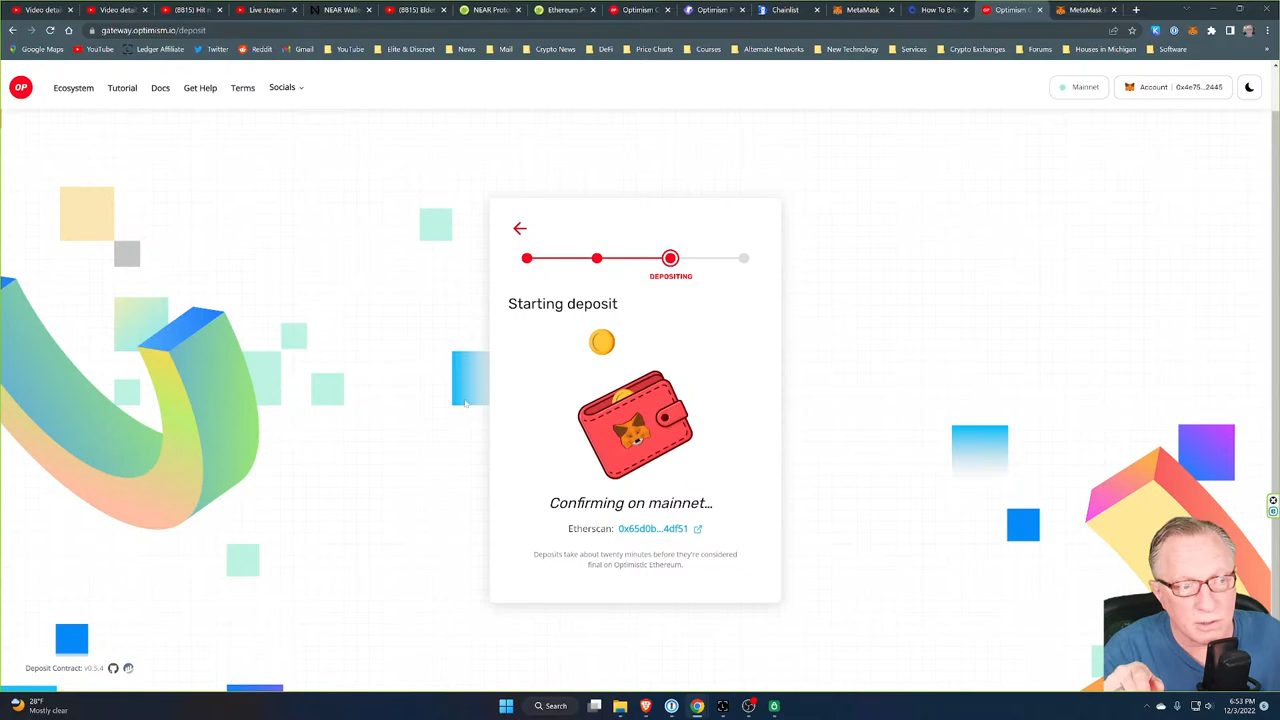 Video detail
Video detail
(8815) Hit m
Live stream
NEAR Walle
(8815) Elder
NEAR Proto
Ethereum P
Optimism C
Optimism P
Chainlist
MetaMask
How To Bri
Optimism G
MetaMask
gateway.optimism.io/deposit
Google Maps
YouTube
Ledger Affiliate
Twitter
Reddit
Gmail
YouTube
Elite & Discreet
News
Mail
Crypto News
DeFi
Price Charts
Courses
Alternate Networks
New Technology
Services
Crypto Exchanges
Forums
Houses in Michigan
Software
OP
Ecosystem
Tutorial
Docs
Get Help
Terms
Socials
Mainnet
Account | 0x4e75...2445
DEPOSITING
Starting deposit
Confirming on mainnet...
Etherscan: 0x65d0b...4df51
Deposits take about twenty minutes before they're considered
final on Optimistic Ethereum.
Deposit Contract: v0.5.4
28°F
Mostly clear
Search
6:53 PM
12/3/2022